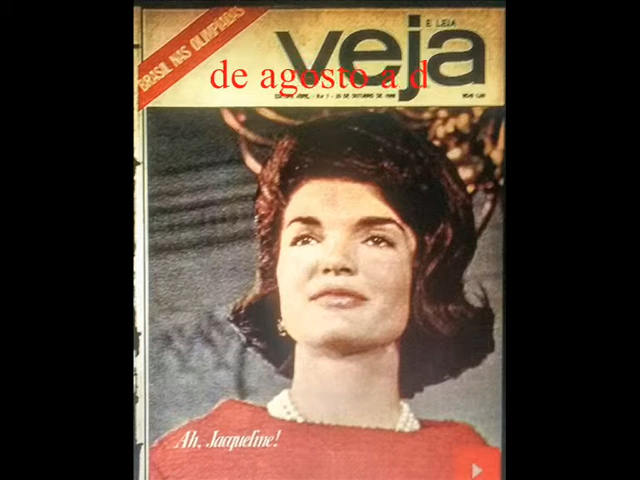 BRASIL NAS OLIMPÍADAS
E LEIA
veja
de agosto a d
Ah, Jacqueline!